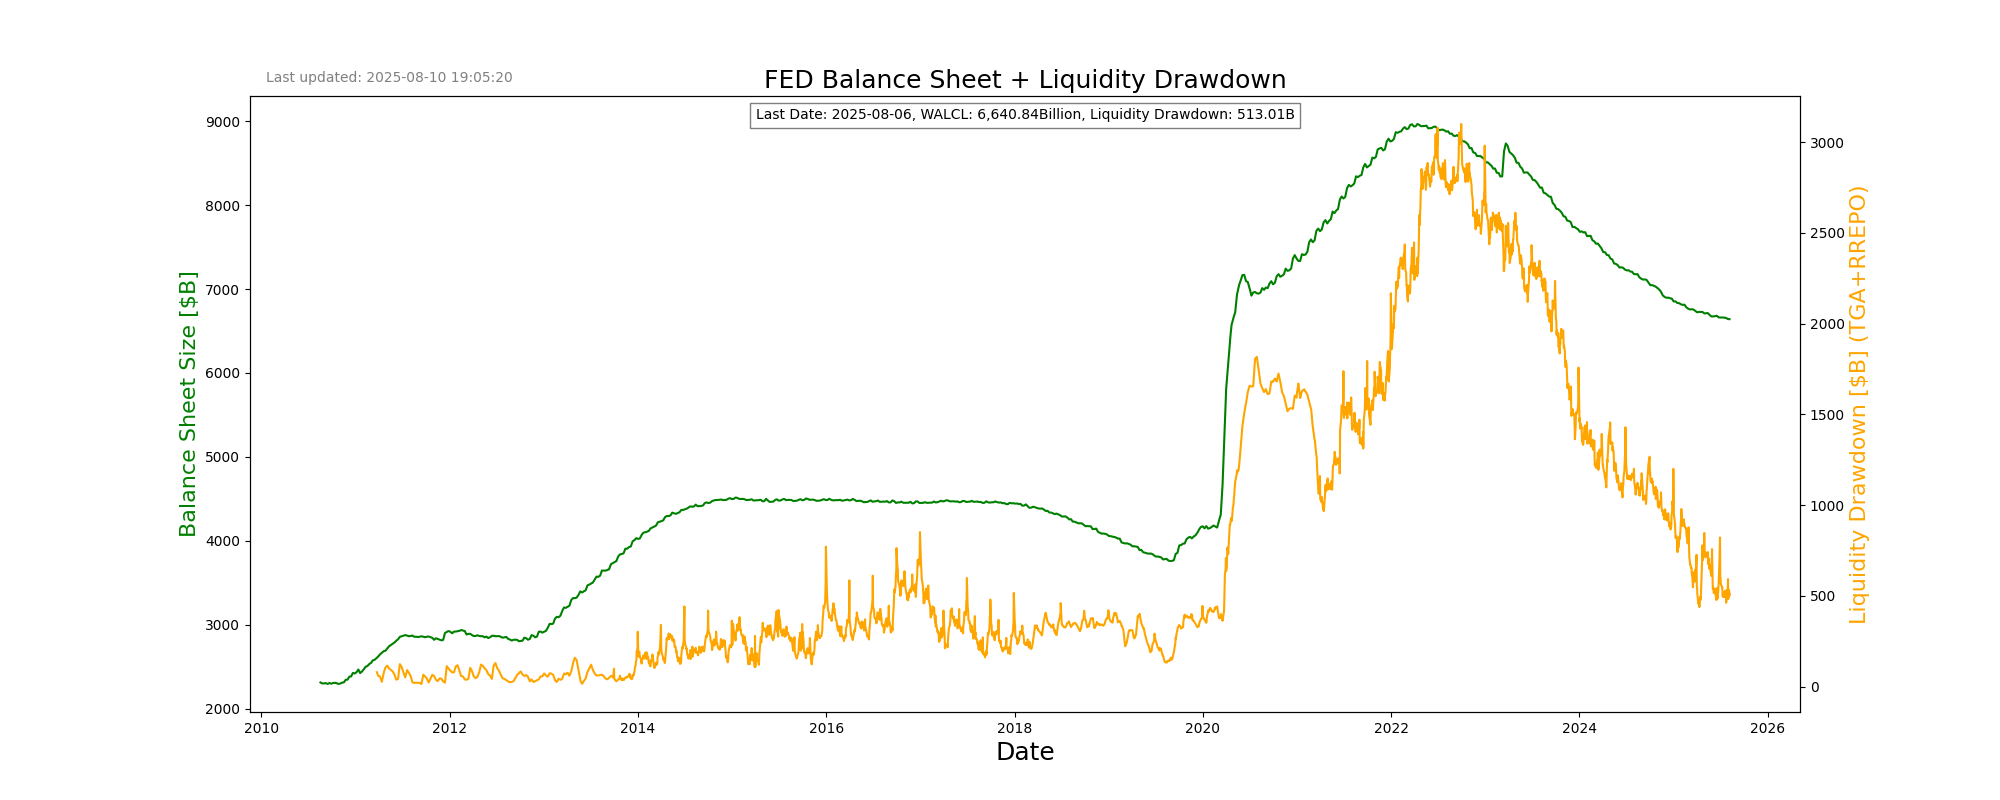 Last updated: 2025-08-10 19:05:20
FED Balance Sheet + Liquidity Drawdown
Last Date: 2025-08-06, WALCL: 6,640.84Billion, Liquidity Drawdown: 513.01B
Balance Sheet Size [$B]
9000
8000
7000
6000
5000
4000
3000
2000
3000
2500
2000
1500
1000
500
0
Liquidity Drawdown [$B] (TGA+RREPO)
2010 2012 2014 2016 2018 2020 2022 2024 2026
Date